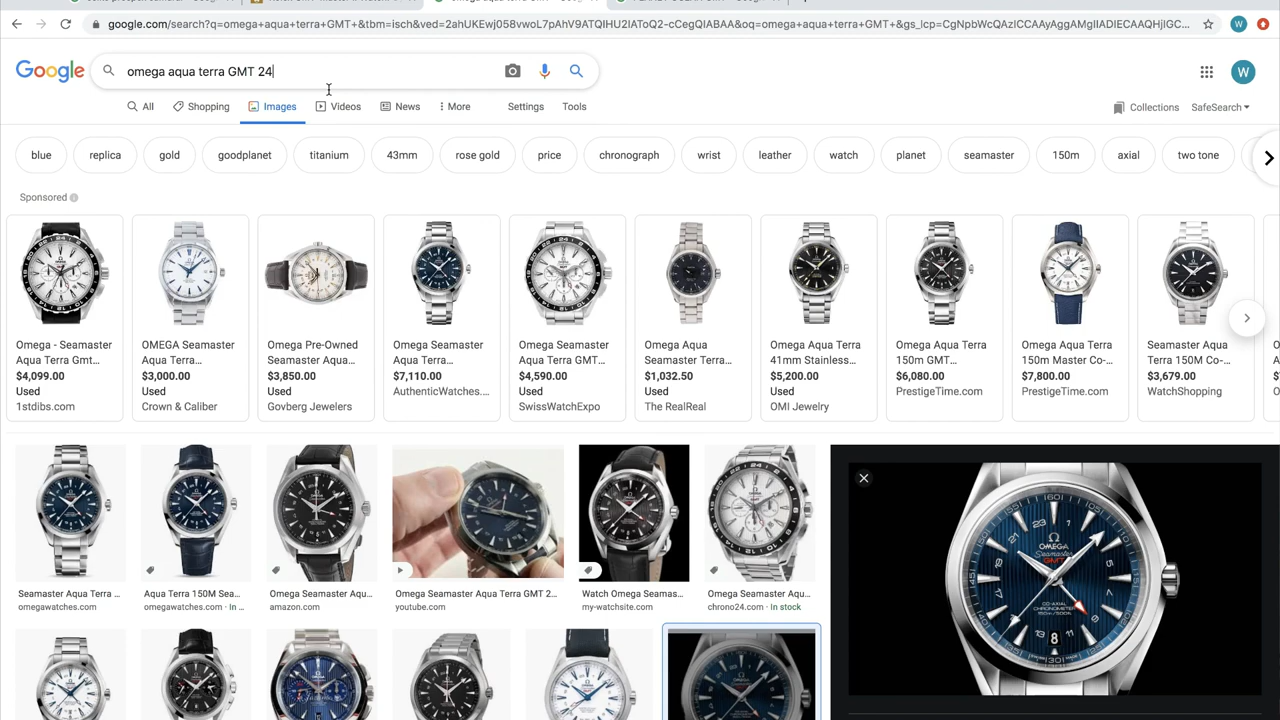 google.com/search?q=omega+aqua+terra+GMT+&tbm=isch&ved=2ahUKEwj058vwoL7pAhV9ATQIHU2IAToQ2-cCegQIABAA&oq=omega+aqua+terra+GMT+&gs_lcp=CgNpbWcQAzICCAAyAggAMgIIADIECAAQHjIGC...
W
Google
omega aqua terra GMT 24
W
All
Shopping
Images
Videos
News
More
Settings
Tools
Collections
SafeSearch
blue
replica
gold
goodplanet
titanium
43mm
rose gold
price
chronograph
wrist
leather
watch
planet
seamaster
150m
axial
two tone
Sponsored
Omega - Seamaster
Aqua Terra Gmt...
$4,099.00
Used
1stdibs.com
OMEGA Seamaster
Aqua Terra...
$3,000.00
Used
Crown & Caliber
Omega Pre-Owned
Seamaster Aqua...
$3,850.00
Used
Govberg Jewelers
Omega Seamaster
Aqua Terra...
$7,110.00
AuthenticWatches....
Omega Seamaster
Aqua Terra GMT...
$4,590.00
Used
SwissWatchExpo
Omega Aqua
Seamaster Terra...
$1,032.50
Used
The RealReal
Omega Aqua Terra
41mm Stainless...
$5,200.00
Used
OMI Jewelry
Omega Aqua Terra
150m GMT...
$6,080.00
PrestigeTime.com
Omega Aqua Terra
150m Master Co-...
$7,800.00
PrestigeTime.com
Seamaster Aqua
Terra 150M Co-...
$3,679.00
WatchShopping
Seamaster Aqua Terra ...
omegawatches.com
Aqua Terra 150M Sea...
omegawatches.com · In ...
Omega Seamaster Aqu...
amazon.com
Omega Seamaster Aqua Terra GMT 2...
youtube.com
Watch Omega Seamas...
my-watchsite.com
Omega Seamaster Aqu...
chrono24.com · In stock
OMEGA
Seamaster
GMT
CO-AXIAL
CHRONOMETER
150m/500ft
8